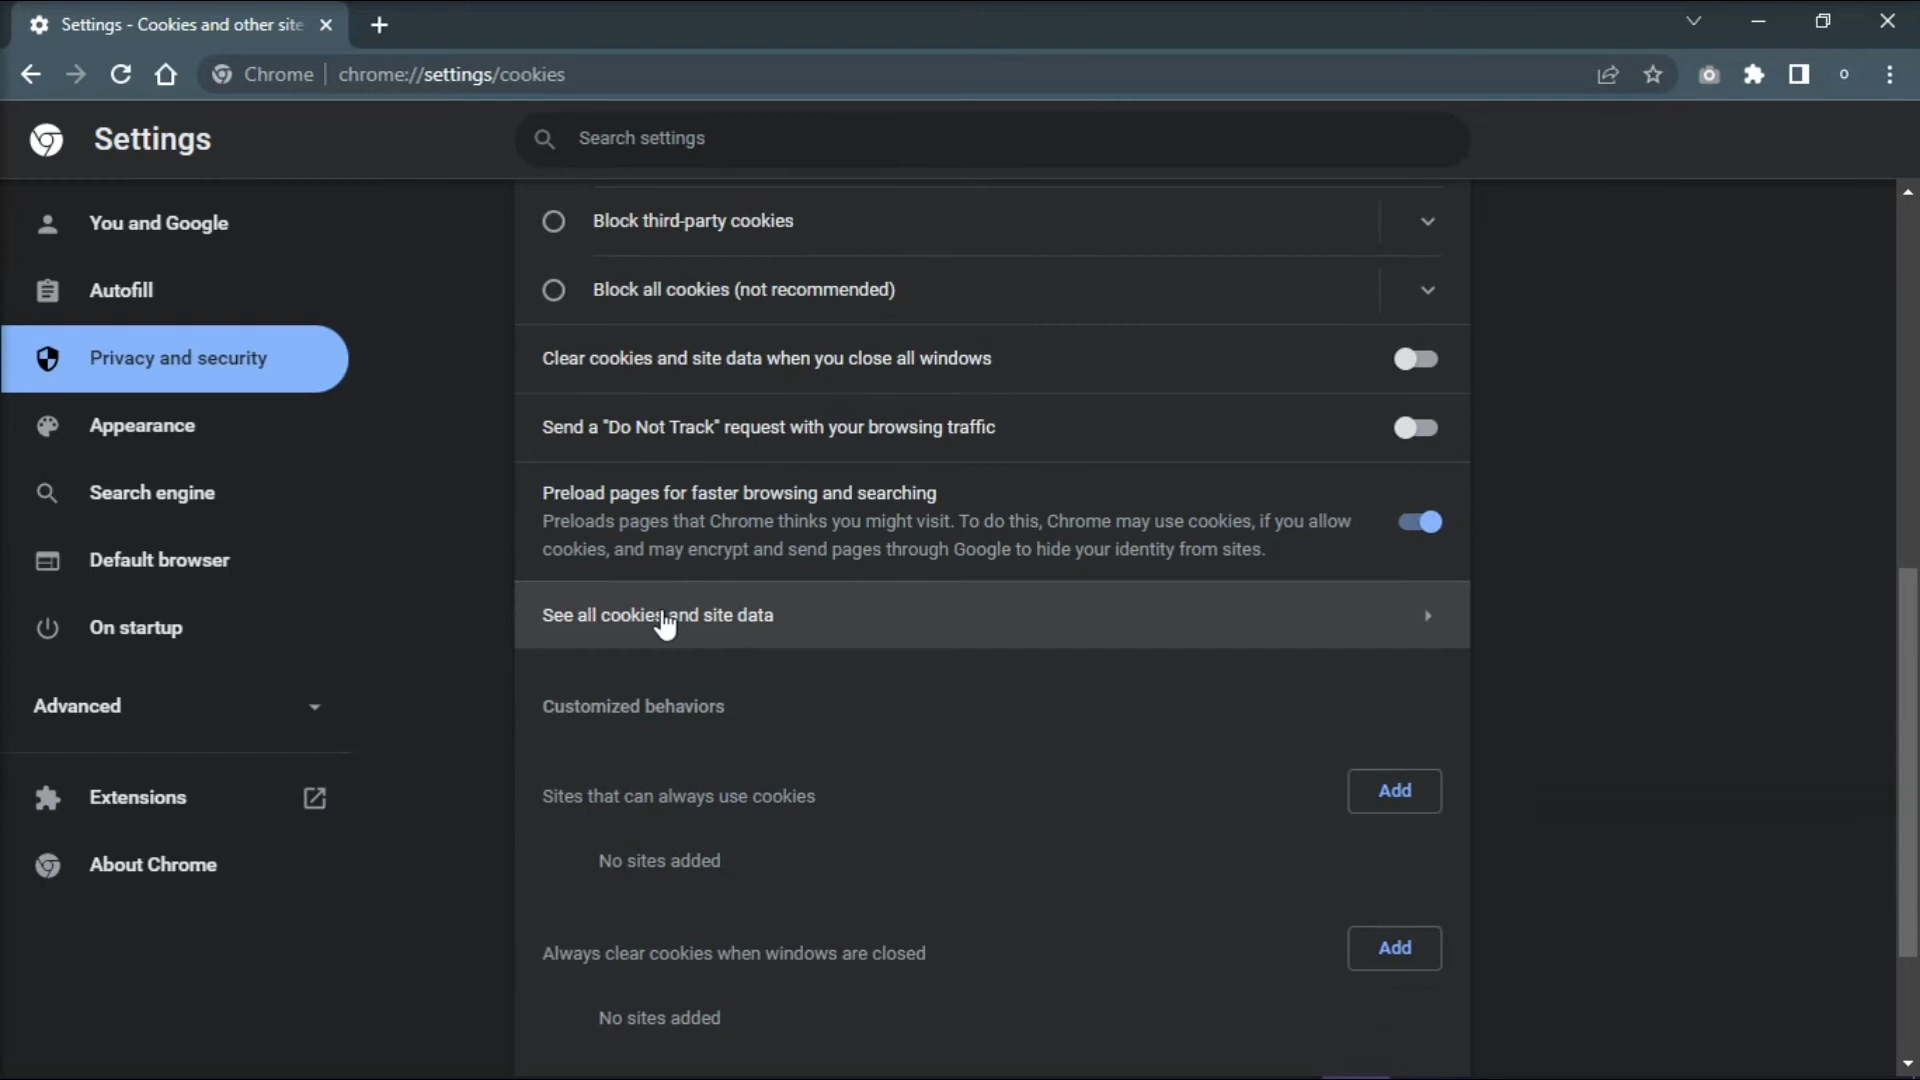 Settings - Cookies and other site
Chrome
chrome://settings/cookies
Settings
Search settings
You and Google
Autofill
Privacy and security
Appearance
Search engine
Default browser
On startup
Advanced
Extensions
About Chrome
Block third-party cookies
Block all cookies (not recommended)
Clear cookies and site data when you close all windows
Send a "Do Not Track" request with your browsing traffic
Preload pages for faster browsing and searching
Preloads pages that Chrome thinks you might visit. To do this, Chrome may use cookies, if you allow
cookies, and may encrypt and send pages through Google to hide your identity from sites.
See all cookies and site data
Customized behaviors
Sites that can always use cookies
Add
No sites added
Always clear cookies when windows are closed
Add
No sites added